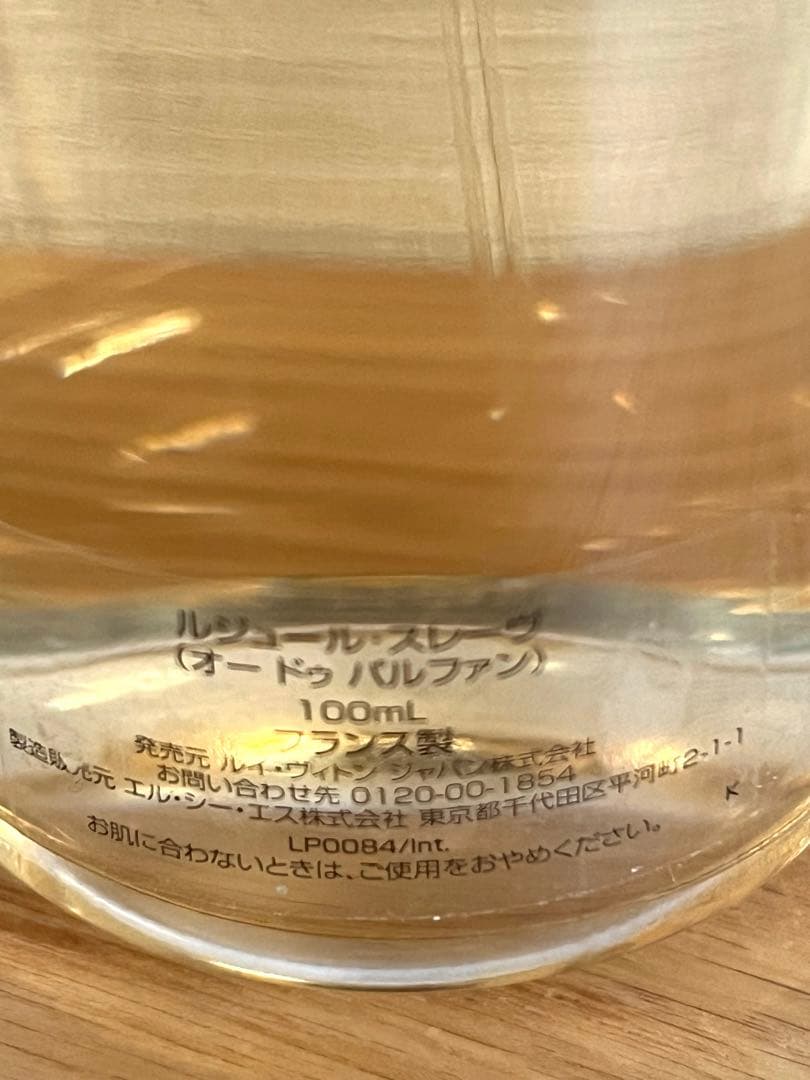 ルジュール・スレーヴ
(オー ドゥ パルファン)
100mL
フランス製
発売元 ルイ・ヴィトン ジャパン株式会社
お問い合わせ先 0120-00-1854
製造販売元 エル・シー・エス株式会社 東京都千代田区平河町2-1-1
LP0084/Int.
お肌に合わないときは、ご使用をおやめください。
K